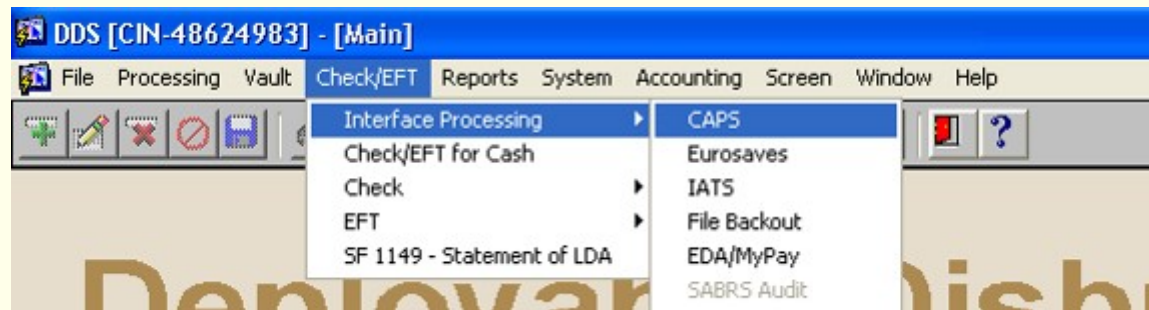 DDS [CIN-48624983] - [Main]
File Processing Vault Check/EFT Reports System Accounting Screen Window Help
?
Interface Processing CAPS
Check/EFT for Cash Eurosaves
Check IATS
EFT File Backout
SF 1149 - Statement of LDA EDA/MyPay
SABRS Audit